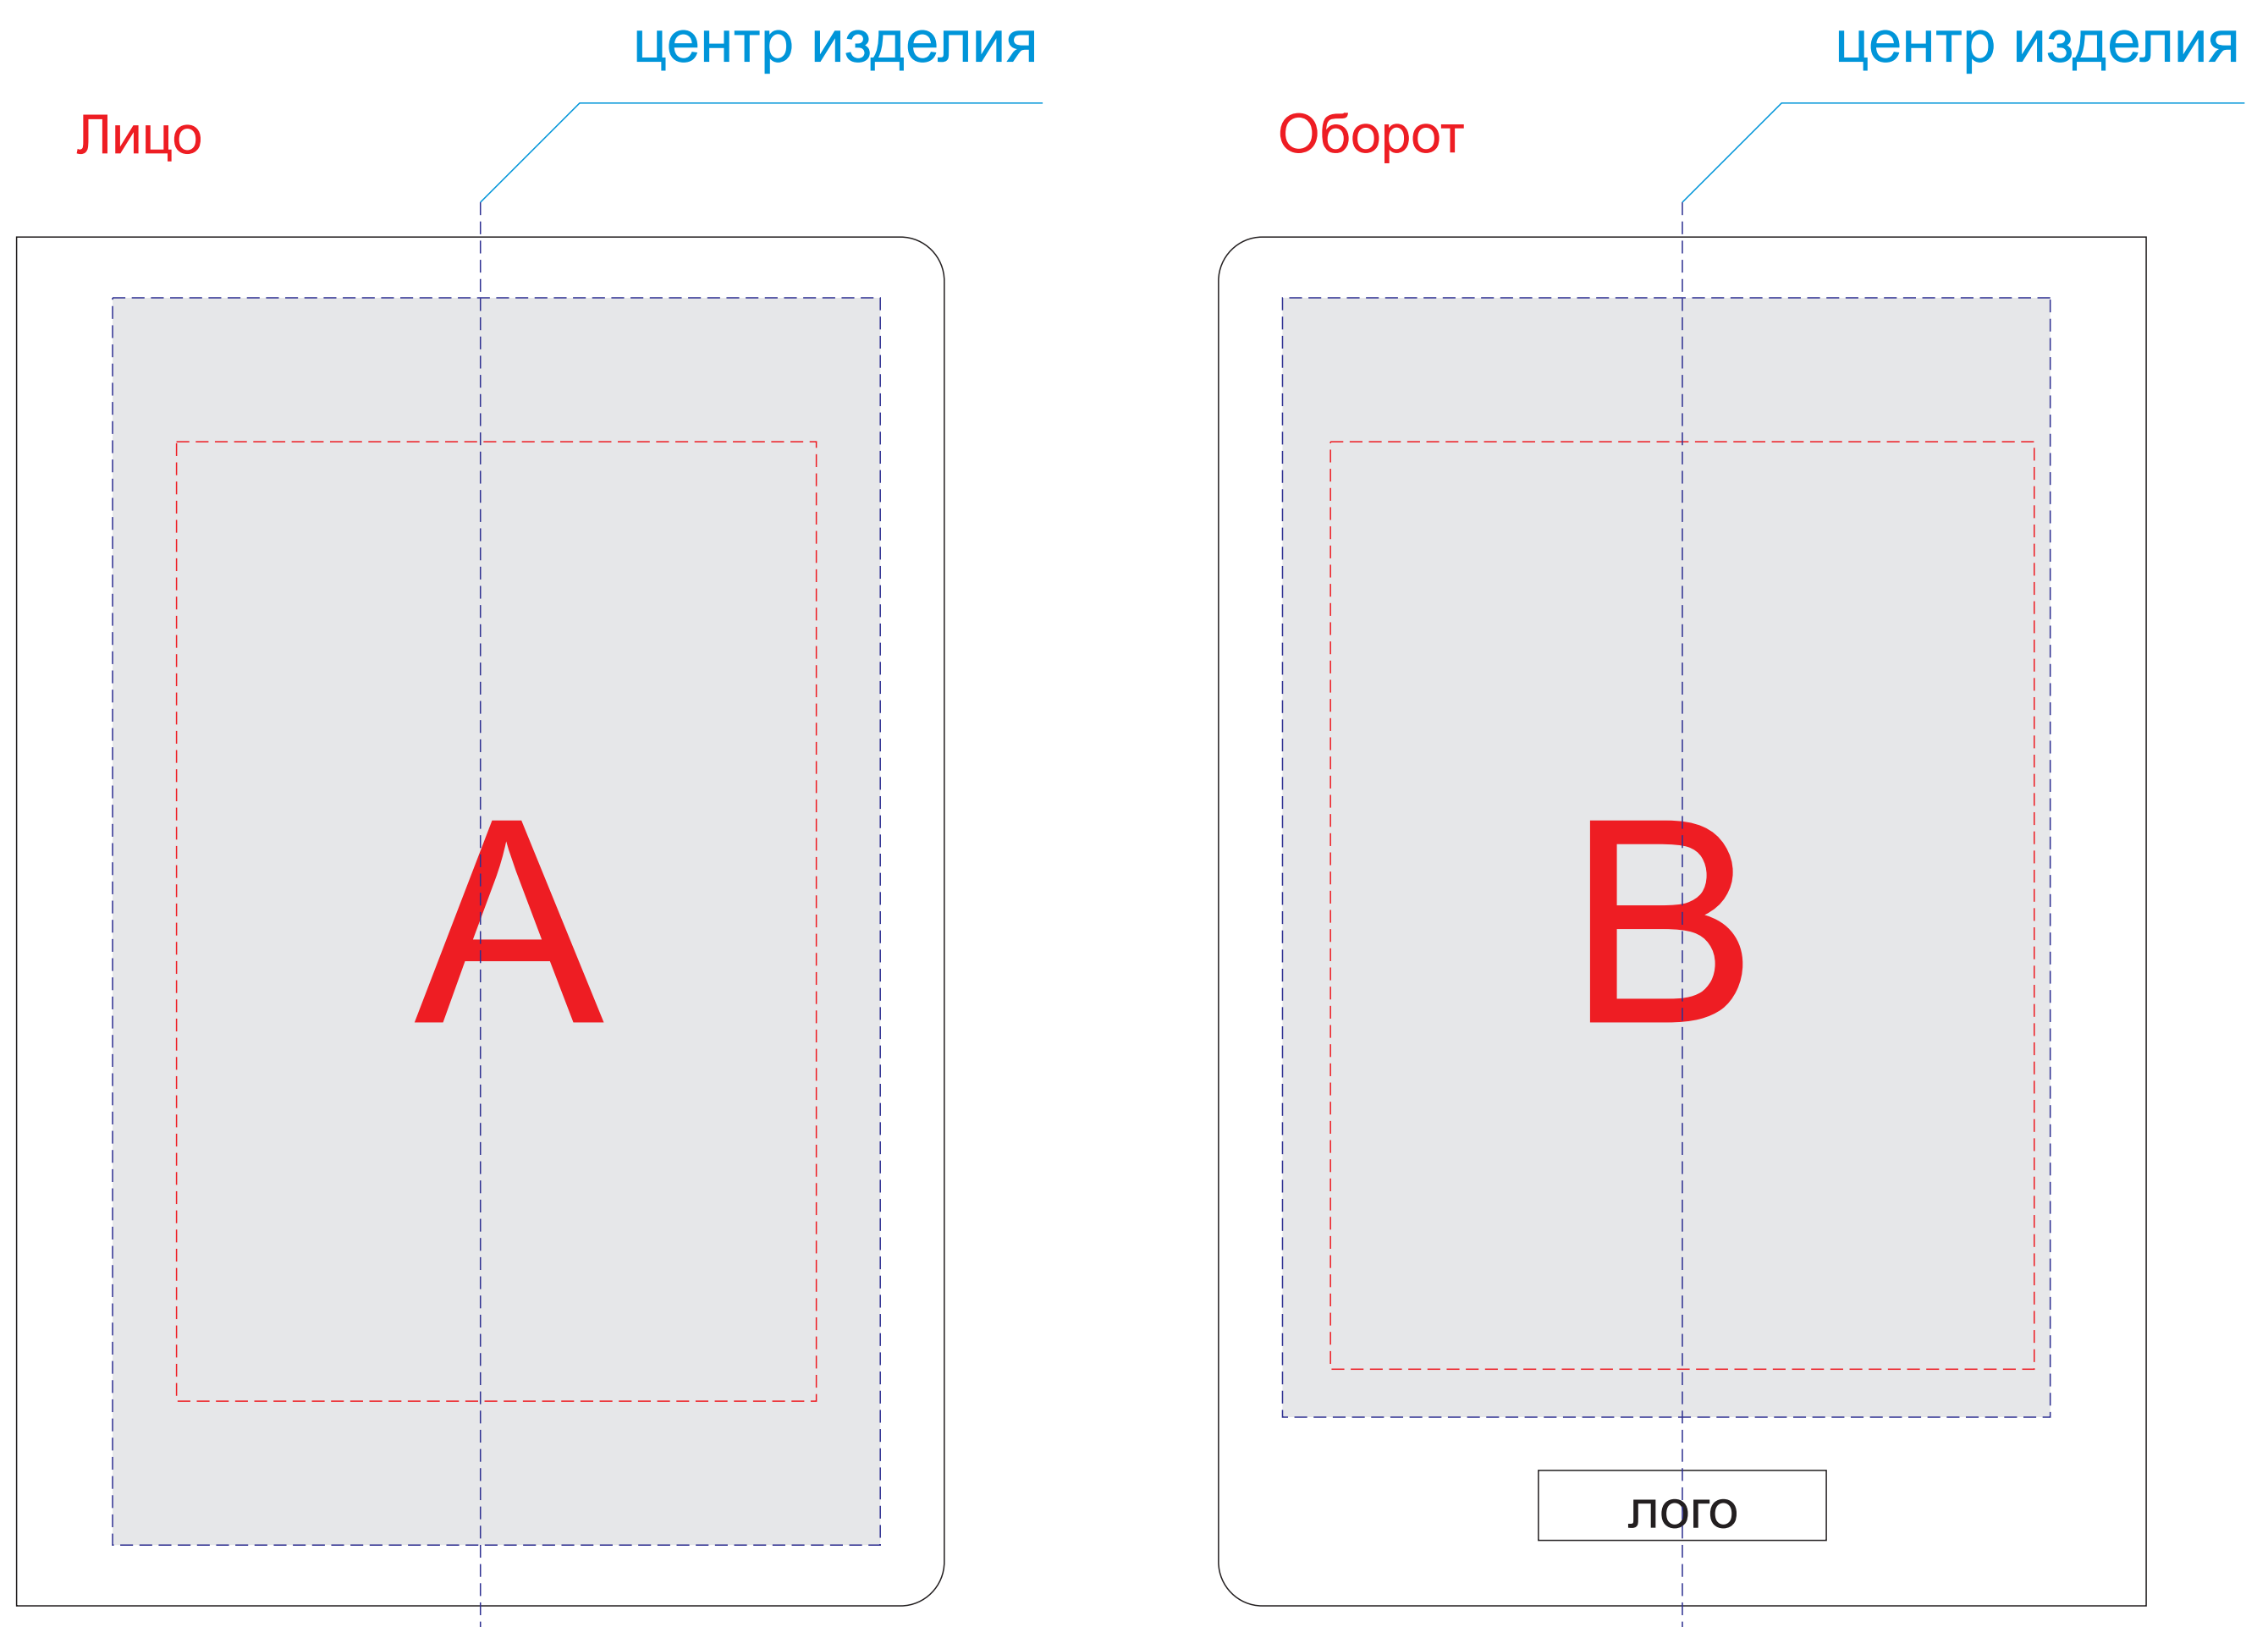 центр изделия
центр изделия
Лицо
Оборот
A
B
лого